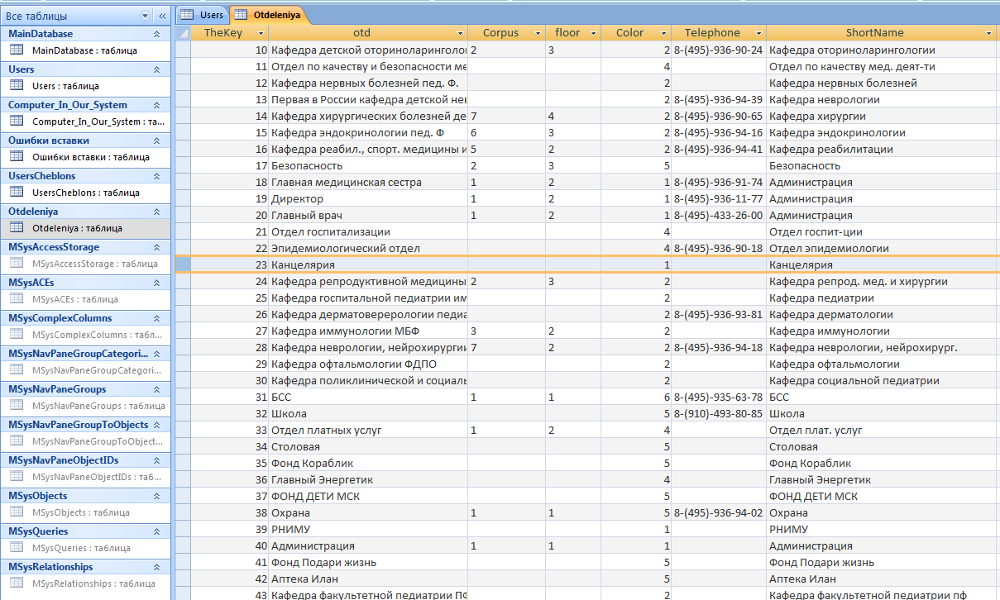 Все таблицы
MainDatabase
MainDatabase : таблица
Users
Users : таблица
Computer_In_Our_System
Computer_In_Our_System : та...
Ошибки вставки
Ошибки вставки : таблица
UsersCheblons
UsersCheblons : таблица
Otdeleniya
Otdeleniya : таблица
MSysAccessStorage
MSysAccessStorage : таблица
MSysACEs
MSysACEs : таблица
MSysComplexColumns
MSysComplexColumns : табл...
MSysNavPaneGroupCategori...
MSysNavPaneGroupCategori...
MSysNavPaneGroups
MSysNavPaneGroups : таблица
MSysNavPaneGroupToObjects
MSysNavPaneGroupToObject...
MSysNavPaneObjectIDs
MSysNavPaneObjectIDs : таб...
MSysObjects
MSysObjects : таблица
MSysQueries
MSysQueries : таблица
MSysRelationships
MSysRelationships : таблица
Users Otdeleniya
TheKey otd Corpus floor Color Telephone ShortName
10 Кафедра детской оториноларинголо 2 3 2 8-(495)-936-90-24 Кафедра оториноларингологии
11 Отдел по качеству и безопасности ме 4 Отдел по качеству мед. деят-ти
12 Кафедра нервных болезней пед. Ф. 2 Кафедра нервных болезней
13 Первая в России кафедра детской нев 2 8-(495)-936-94-39 Кафедра неврологии
14 Кафедра хирургических болезней де 7 4 2 8-(495)-936-90-65 Кафедра хирургии
15 Кафедра эндокринологии пед. Ф 6 3 2 8-(495)-936-94-16 Кафедра эндокринологии
16 Кафедра реабил., спорт. медицины и 5 2 2 8-(495)-936-94-41 Кафедра реабилитации
17 Безопасность 2 3 5 Безопасность
18 Главная медицинская сестра 1 2 1 8-(495)-936-91-74 Администрация
19 Директор 1 2 1 8-(495)-936-11-77 Администрация
20 Главный врач 1 2 1 8-(495)-433-26-00 Администрация
21 Отдел госпитализации 4 Отдел госпит-ции
22 Эпидемиологический отдел 4 8-(495)-936-90-18 Отдел эпидемиологии
23 Канцелярия 1 Канцелярия
24 Кафедра репродуктивной медицины 2 3 2 Кафедра репрод. мед. и хирургии
25 Кафедра госпитальной педиатрии им 2 Кафедра педиатрии
26 Кафедра дерматоверерологии педиа 2 8-(495)-936-93-81 Кафедра дерматологии
27 Кафедра иммунологии МБФ 3 2 2 Кафедра иммунологии
28 Кафедра неврологии, нейрохирургии 7 2 2 8-(495)-936-94-18 Кафедра неврологии, нейрохирург.
29 Кафедра офтальмологии ФДПО 2 Кафедра офтальмологии
30 Кафедра поликлинической и социаль 2 Кафедра социальной педиатрии
31 БСС 1 1 6 8-(495)-935-63-78 БСС
32 Школа 5 8-(910)-493-80-85 Школа
33 Отдел платных услуг 1 2 4 Отдел плат. услуг
34 Столовая 5 Столовая
35 Фонд Кораблик 5 Фонд Кораблик
36 Главный Энергетик 4 Главный Энергетик
37 ФОНД ДЕТИ МСК 5 ФОНД ДЕТИ МСК
38 Охрана 1 1 5 8-(495)-936-94-02 Охрана
39 РНИМУ 1 РНИМУ
40 Администрация 1 1 1 Администрация
41 Фонд Подари жизнь 5 Фонд Подари жизнь
42 Аптека Илан 5 Аптека Илан
43 Кафедра факультетной педиатрии ПФ 2 Кафедра факультетной педиатрии пф